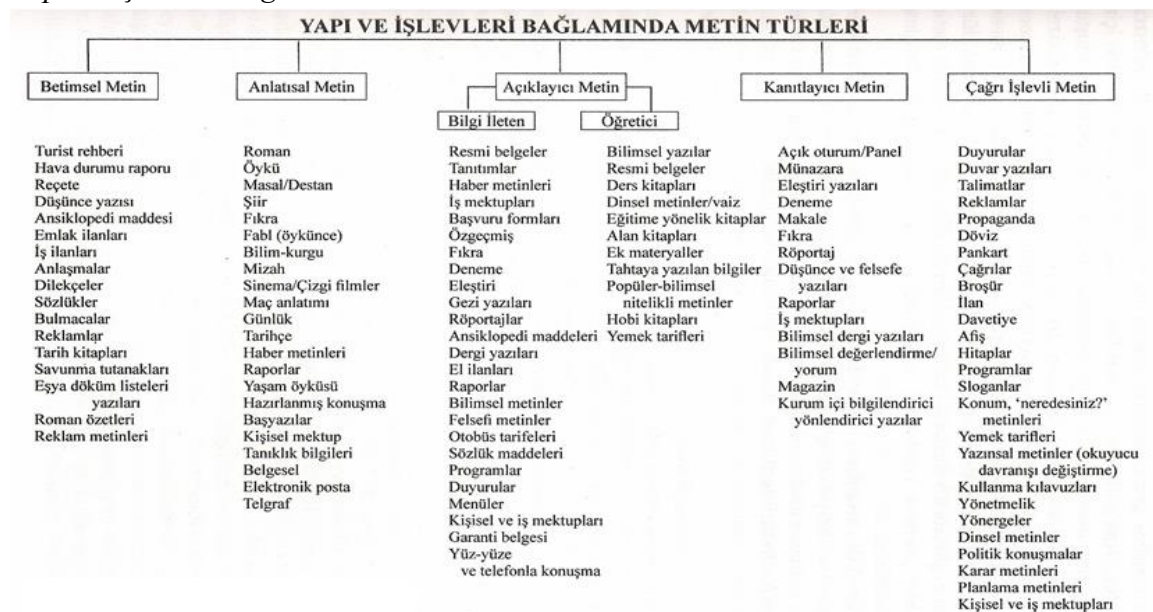 YAPI VE İŞLEVLERİ BAĞLAMINDA METİN TÜRLERİ
Betimsel Metin
Turist rehberi
Hava durumu raporu
Reçete
Düşünce yazısı
Ansiklopedi maddesi
Emlak ilanları
İş ilanları
Anlaşmalar
Dilekçeler
Sözlükler
Bulmacalar
Reklamlar
Tarih kitapları
Savunma tutanakları
Eşya döküm listeleri
yazıları
Roman özetleri
Reklam metinleri
Anlatısal Metin
Roman
Öykü
Masal/Destan
Şiir
Fıkra
Fabl (öykünce)
Bilim-kurgu
Mizah
Sinema/Çizgi filmler
Maç anlatımı
Günlük
Tarihçe
Haber metinleri
Raporlar
Yaşam öyküsü
Hazırlanmış konuşma
Başyazılar
Kişisel mektup
Tanıklık bilgileri
Belgesel
Elektronik posta
Telgraf
Açıklayıcı Metin
Bilgi İleten
Resmi belgeler
Tanıtımlar
Haber metinleri
İş mektupları
Başvuru formları
Özgeçmiş
Fıkra
Deneme
Eleştiri
Gezi yazıları
Röportajlar
Ansiklopedi maddeleri
Dergi yazıları
El ilanları
Raporlar
Bilimsel metinler
Felsefi metinler
Otobüs tarifeleri
Sözlük maddeleri
Programlar
Duyurular
Menüler
Kişisel ve iş mektupları
Garanti belgesi
Yüz-yüze
ve telefonla konuşma
Öğretici
Bilimsel yazılar
Resmi belgeler
Ders kitapları
Dinsel metinler/vaiz
Eğitime yönelik kitaplar
Alan kitapları
Ek materyaller
Tahtaya yazılan bilgiler
Popüler-bilimsel
nitelikli metinler
Hobi kitapları
Yemek tarifleri
Kanıtlayıcı Metin
Açık oturum/Panel
Münazara
Eleştiri yazıları
Deneme
Makale
Fıkra
Röportaj
Düşünce ve felsefe
yazıları
Raporlar
İş mektupları
Bilimsel dergi yazıları
Bilimsel değerlendirme/
yorum
Magazin
Kurum içi bilgilendirici
yönlendirici yazılar
Çağrı İşlevli Metin
Duyurular
Duvar yazıları
Talimatlar
Reklamlar
Propaganda
Döviz
Pankart
Çağrılar
Broşür
İlan
Davetiye
Afiş
Hitaplar
Programlar
Sloganlar
Konum, ‘neredesiniz?’
metinleri
Yemek tarifleri
Yazınsal metinler (okuyucu
davranışı değiştirme)
Kullanma kılavuzları
Yönetmelik
Yönergeler
Dinsel metinler
Politik konuşmalar
Karar metinleri
Planlama metinleri
Kişisel ve iş mektupları